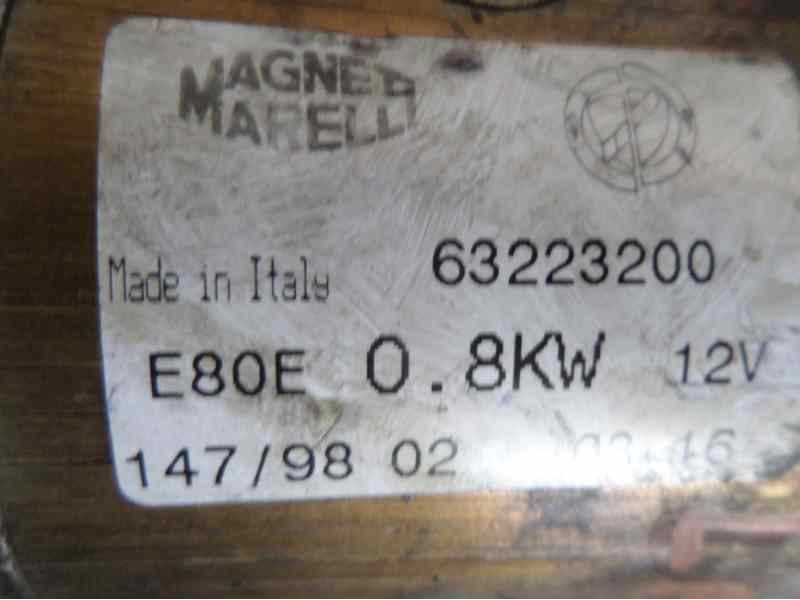 MAGNETI
MARELLI
63223200
Made in Italy
E80E 0.8KW 12V
147/98 02